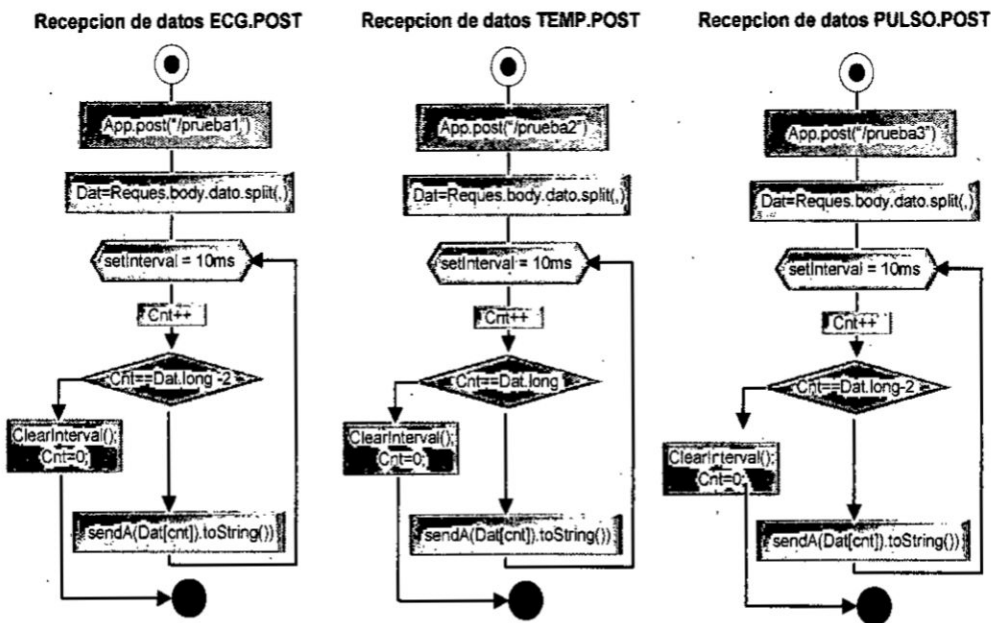 Recepcion de datos ECG.POST
App.post("/prueba1")
Dat=Reques.body.dato.split(,)
setInterval = 10ms
Cnt++
Cnt==Dat.long -2
ClearInterval();
Cnt=0;
sendA(Dat[cnt]).toString())
Recepcion de datos TEMP.POST
App.post("/prueba2")
Dat=Reques.body.dato.split(,)
setInterval = 10ms
Cnt++
Cnt==Dat.long
ClearInterval();
Cnt=0;
sendA(Dat[cnt]).toString())
Recepcion de datos PULSO.POST
App.post("/prueba3")
Dat=Reques.body.dato.split(,)
setInterval = 10ms
Cnt++
Cnt==Dat.long-2
ClearInterval();
Cnt=0;
sendA(Dat[cnt]).toString())